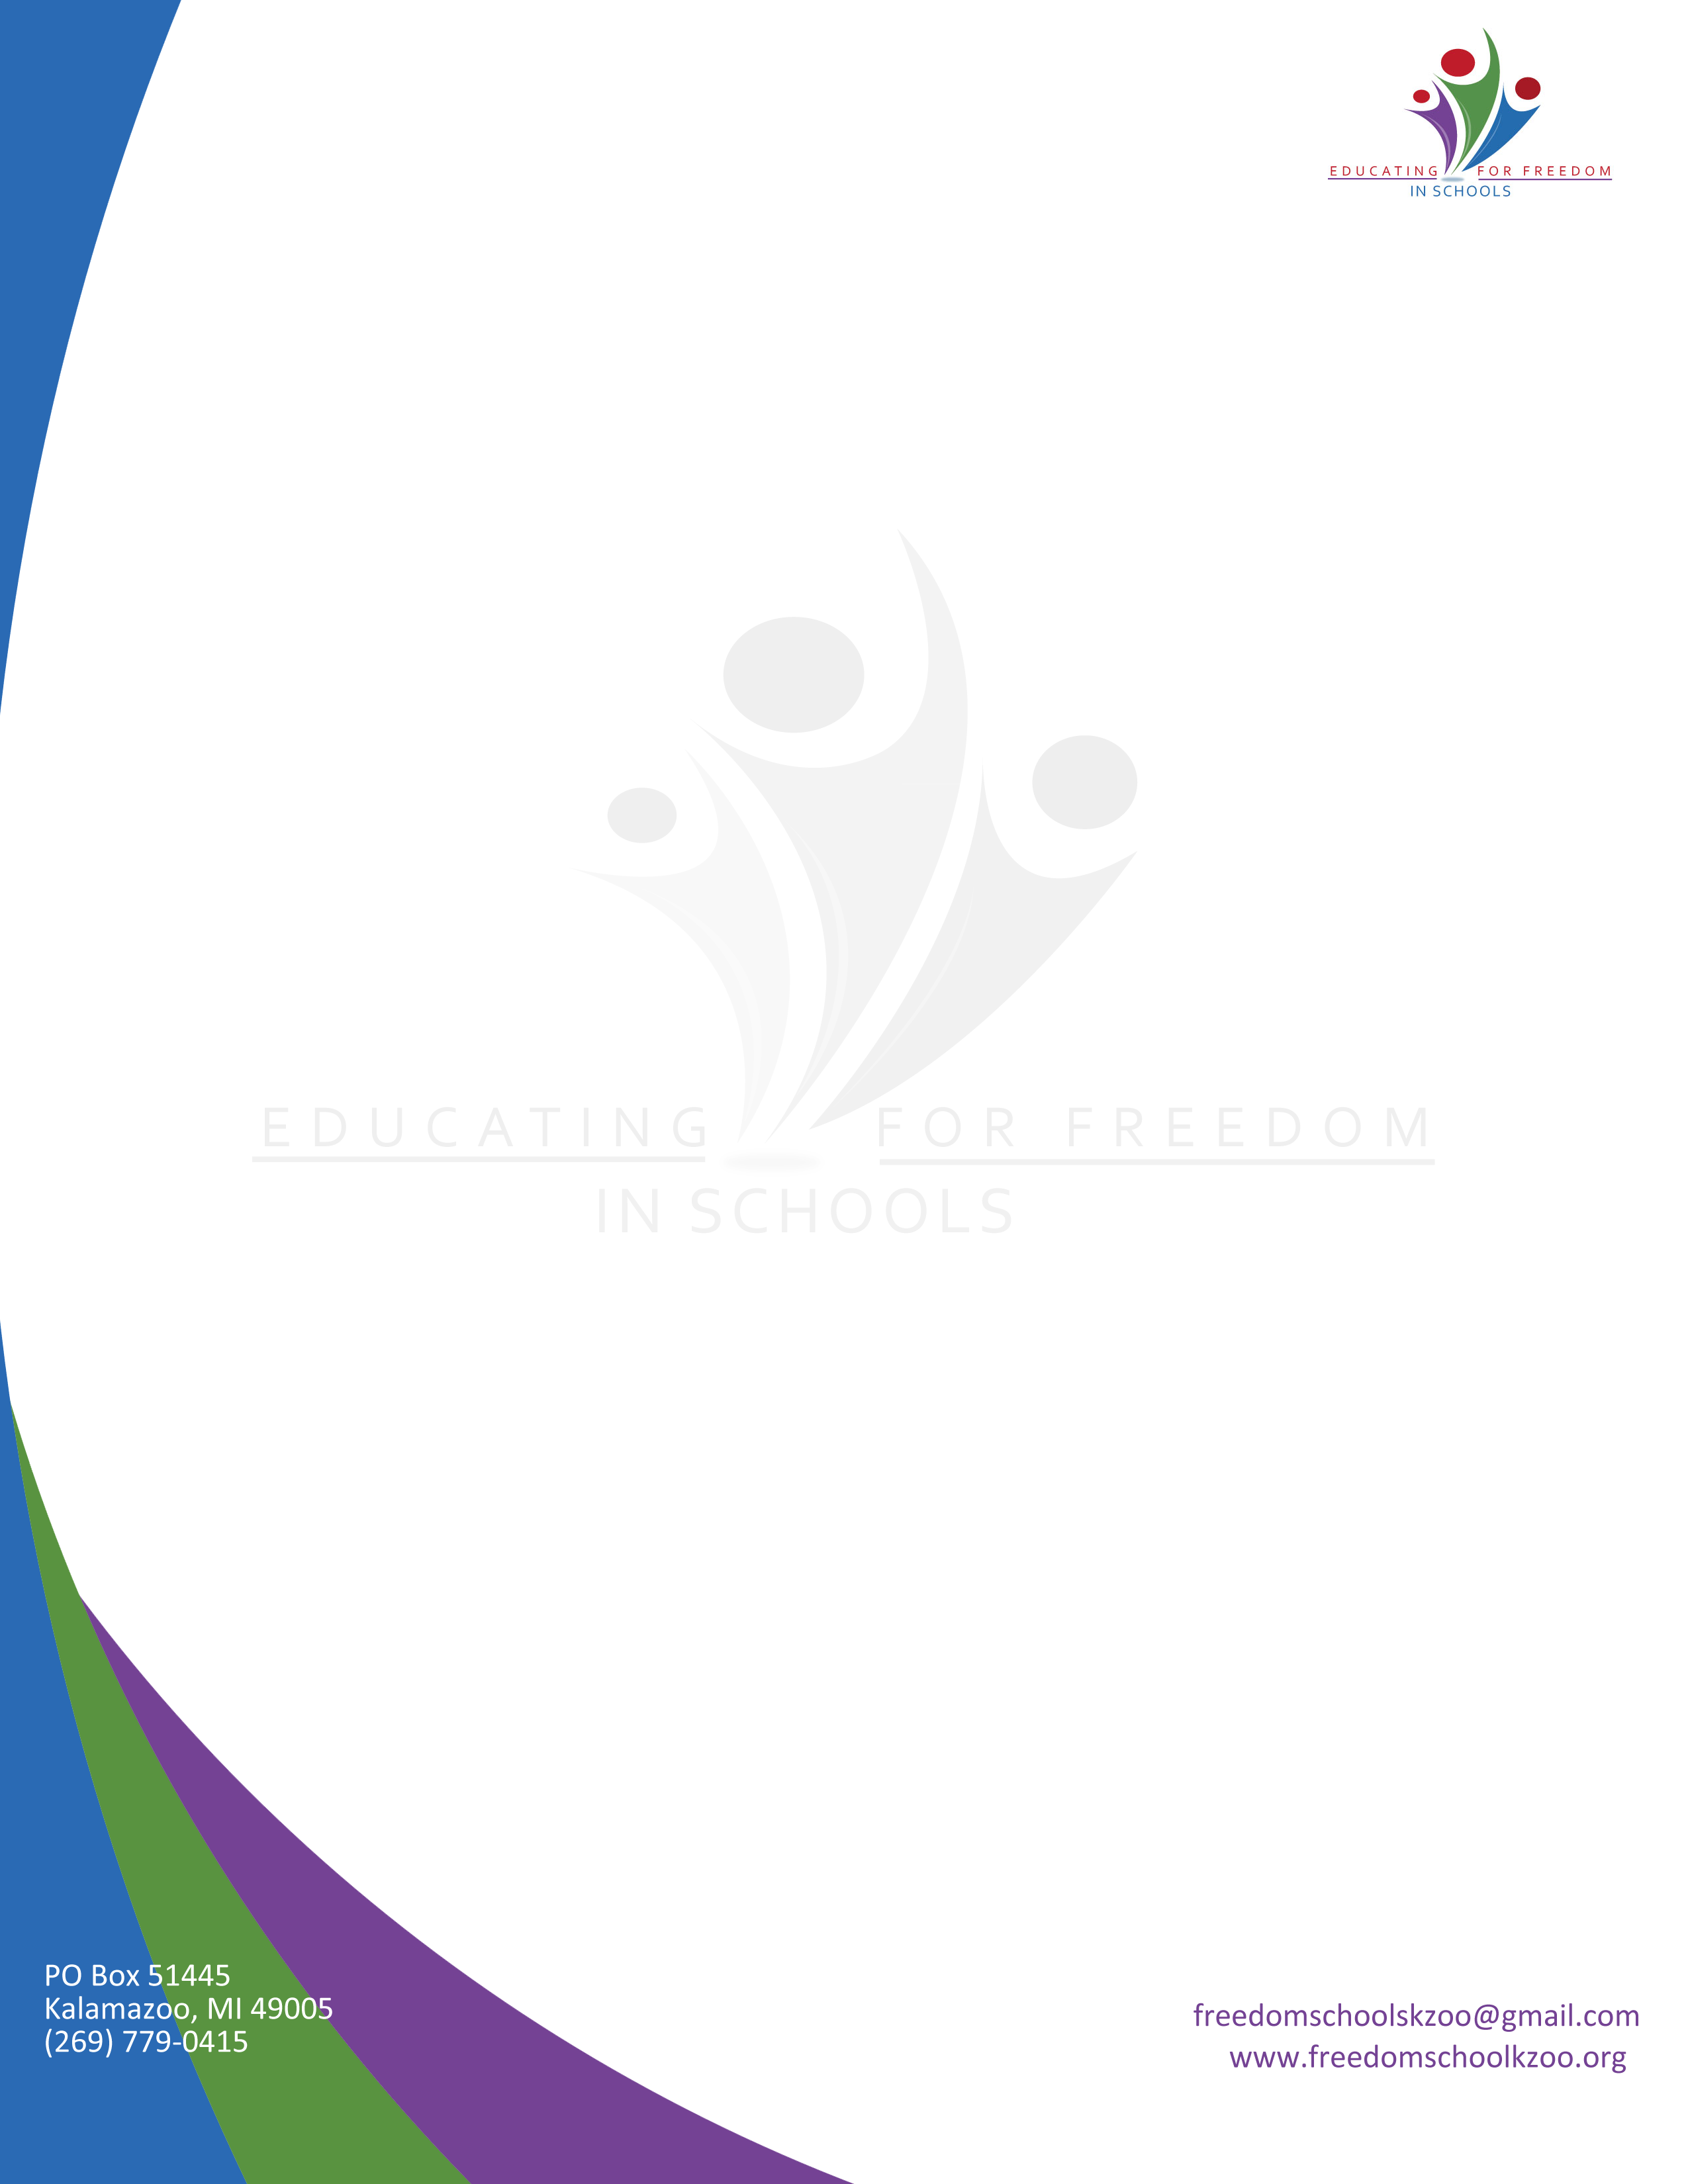 EDUCATING FOR FREEDOM
IN SCHOOLS
EDUCATING FOR FREEDOM
IN SCHOOLS
PO Box 51445
Kalamazoo, MI 49005
(269) 779-0415
freedomschoolskzoo@gmail.com
www.freedomschoolkzoo.org